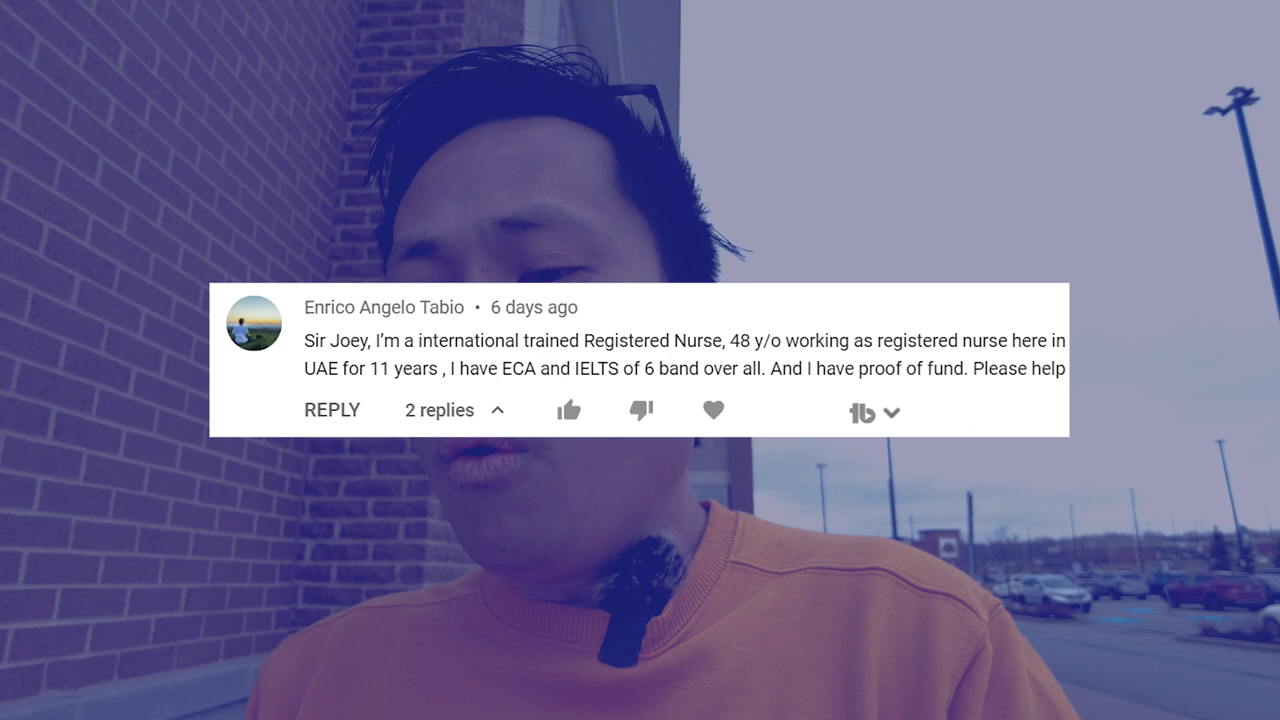 Enrico Angelo Tabio • 6 days ago
Sir Joey, I'm a international trained Registered Nurse, 48 y/o working as registered nurse here in
UAE for 11 years , I have ECA and IELTS of 6 band over all. And I have proof of fund. Please help
REPLY 2 replies tb